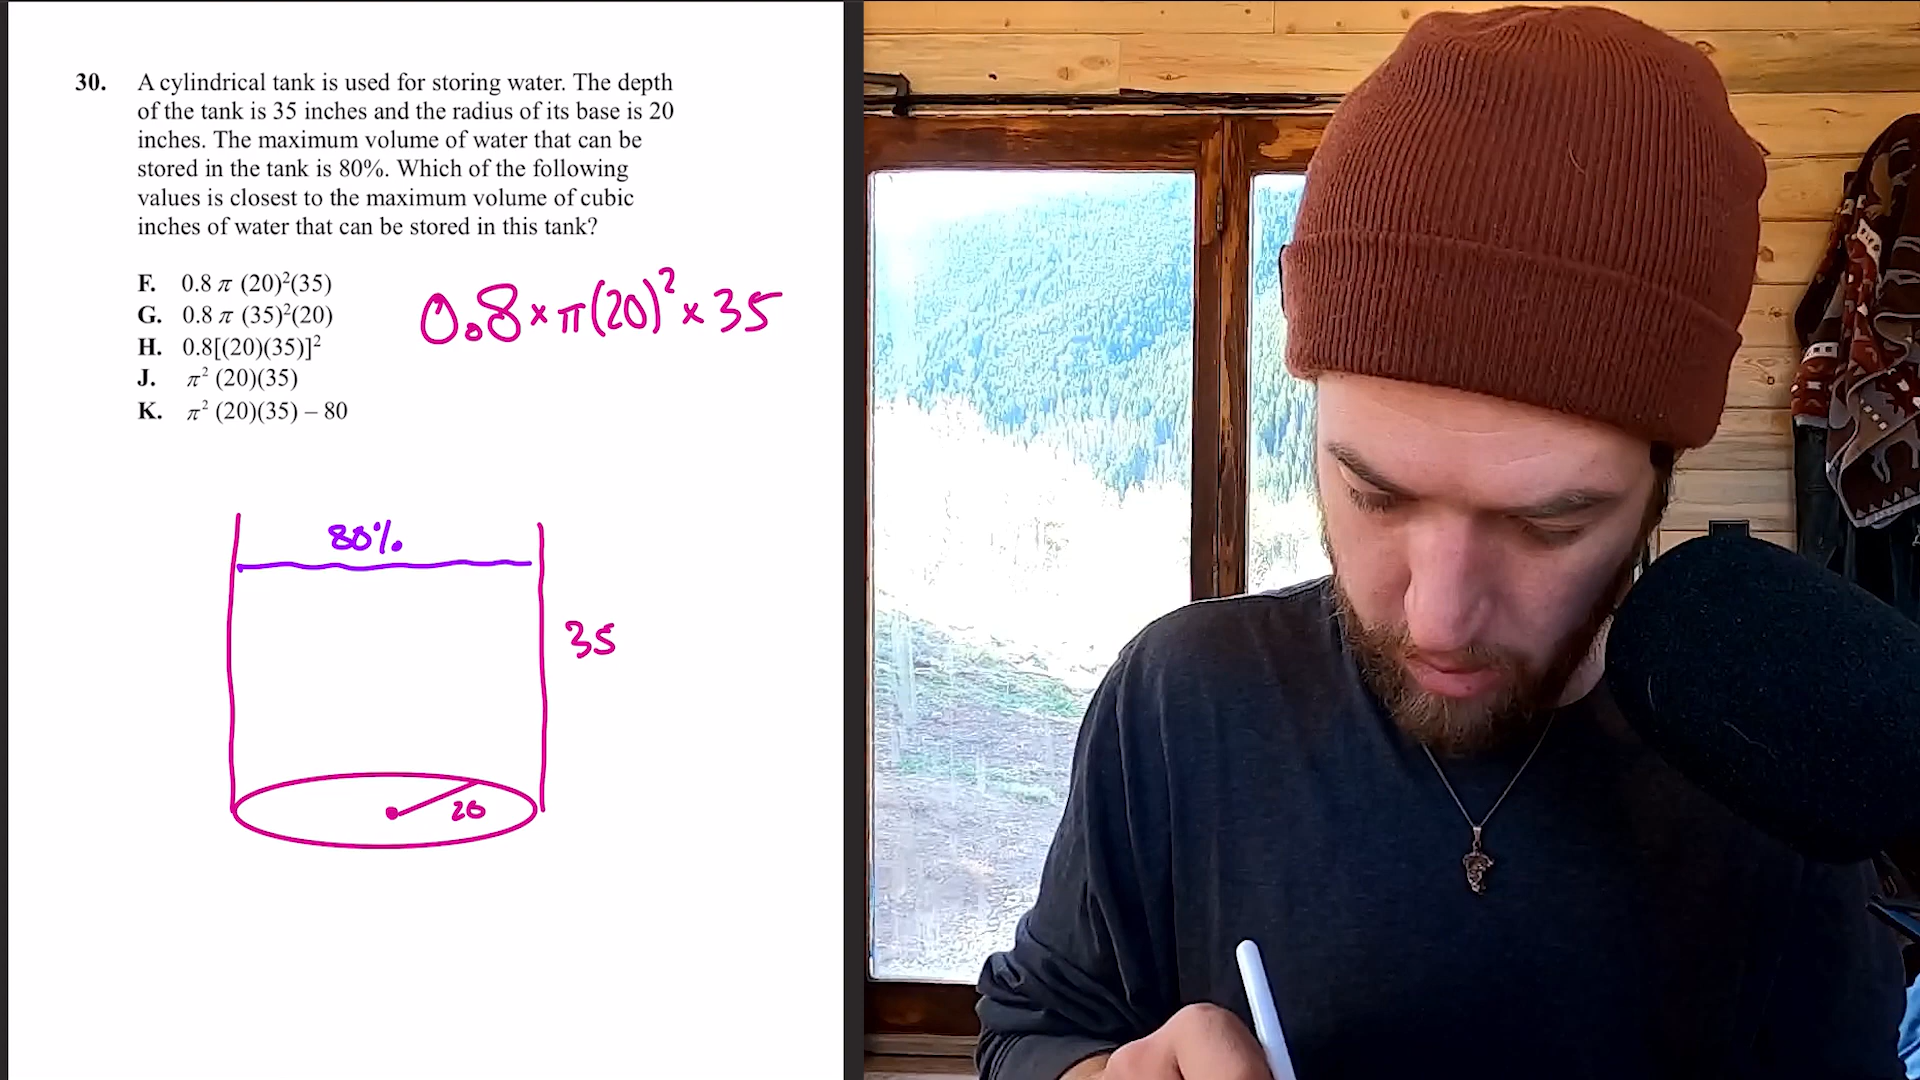 30. A cylindrical tank is used for storing water. The depth
of the tank is 35 inches and the radius of its base is 20
inches. The maximum volume of water that can be
stored in the tank is 80%. Which of the following
values is closest to the maximum volume of cubic
inches of water that can be stored in this tank?
F. 0.8 π (20)²(35)
G. 0.8 π (35)²(20)
H. 0.8[(20)(35)]²
J. π² (20)(35)
K. π² (20)(35) – 80
0.8 × π(20)² × 35
80%
35
20